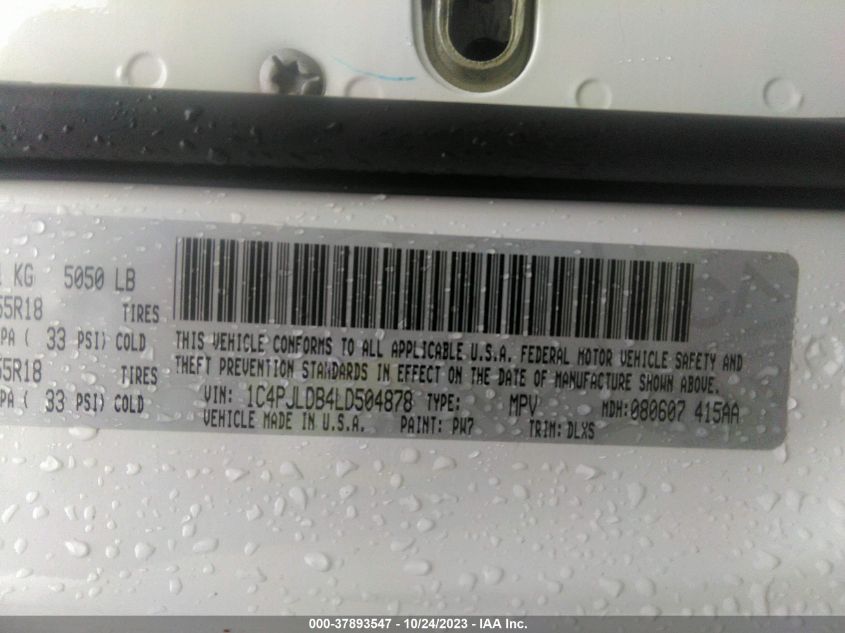 KG 5050 LB
55R18 TIRES
PA ( 33 PSI) COLD
55R18 TIRES
PA ( 33 PSI) COLD
THIS VEHICLE CONFORMS TO ALL APPLICABLE U.S.A. FEDERAL MOTOR VEHICLE SAFETY AND
THEFT PREVENTION STANDARDS IN EFFECT ON THE DATE OF MANUFACTURE SHOWN ABOVE.
VIN: 1C4PJLDB4LD504878 TYPE: MPV MDH:080607 415AA
VEHICLE MADE IN U.S.A. PAINT: PW7 TRIM: DLXS
000-37893547 - 10/24/2023 - IAA Inc.